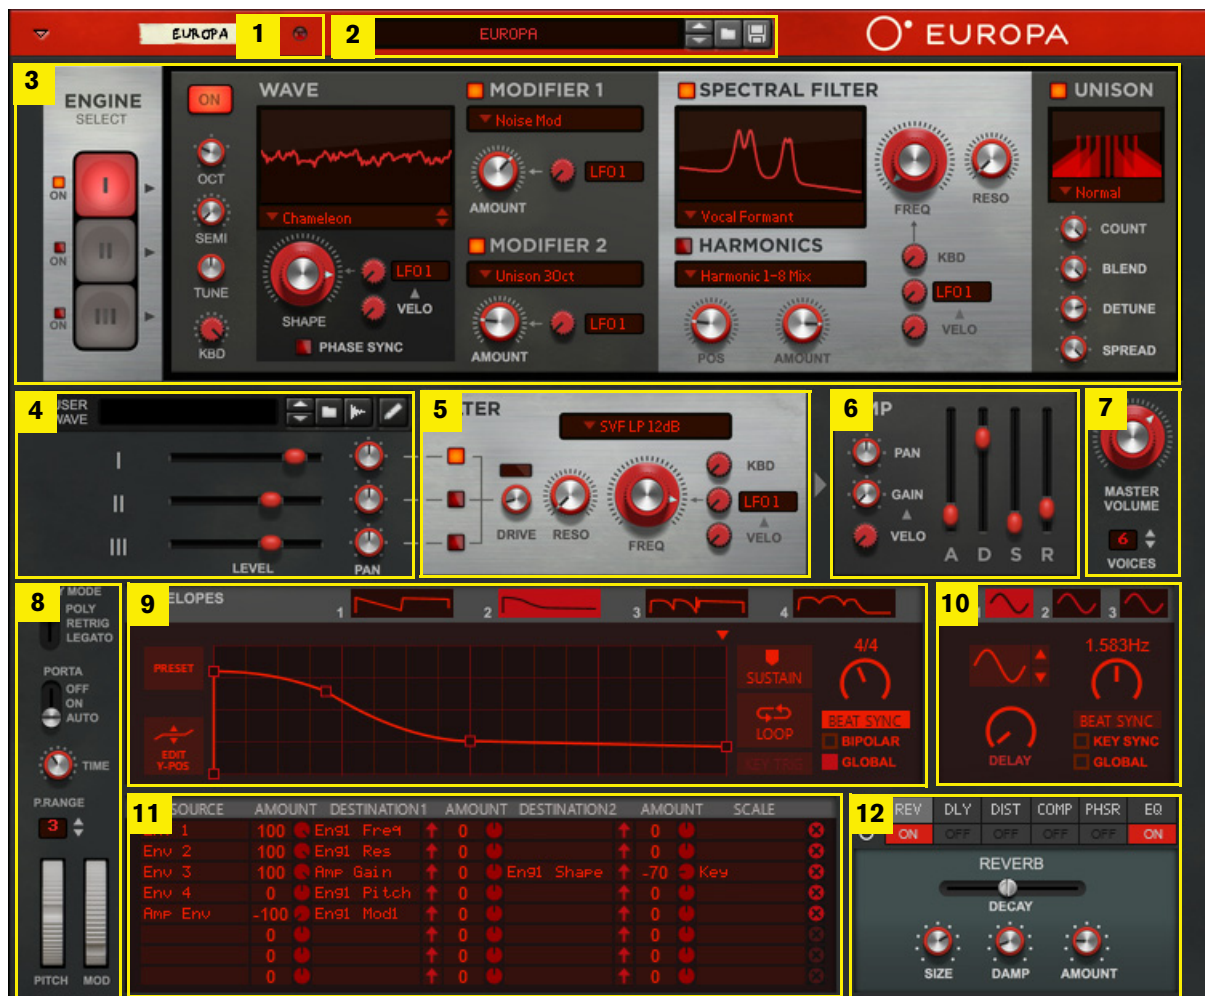 EUROPA
1
2
EUROPA
EUROPA
3
ENGINE
SELECT
I
ON
II
ON
III
ON
ON
OCT
SEMI
TUNE
KBD
WAVE
Chameleon
SHAPE
LFO1
VELO
PHASE SYNC
MODIFIER 1
Noise Mod
AMOUNT
LFO1
MODIFIER 2
Unison 3Oct
AMOUNT
LFO1
SPECTRAL FILTER
Vocal Formant
FREQ
RESO
HARMONICS
Harmonic 1-8 Mix
POS
AMOUNT
KBD
LFO1
VELO
UNISON
Normal
COUNT
BLEND
DETUNE
SPREAD
4
SER
WAVE
I
II
III
LEVEL
PAN
5
TER
SVF LP 12dB
DRIVE
RESO
FREQ
KBD
LFO1
VELO
6
MP
PAN
GAIN
VELO
A
D
S
R
7
MASTER
VOLUME
6
VOICES
8
Y MODE
POLY
RETRIG
LEGATO
PORTA
OFF
ON
AUTO
TIME
P.RANGE
3
PITCH
MOD
9
ELOPES
1
2
3
4
PRESET
EDIT
Y-POS
SUSTAIN
LOOP
KEY TRIG
4/4
BEAT SYNC
BIPOLAR
GLOBAL
10
1
2
3
1.583Hz
DELAY
BEAT SYNC
KEY SYNC
GLOBAL
11
SOURCE AMOUNT DESTINATION1 AMOUNT DESTINATION2 AMOUNT SCALE
Env 1 100 Eng1 Freq 0 0
Env 2 100 Eng1 Res 0 0
Env 3 100 Amp Gain 0 Eng1 Shape -70 Key
Env 4 0 Eng1 Pitch 0 0
Amp Env -100 Eng1 Mod1 0 0
0 0 0
0 0 0
0 0 0
12
REV DLY DIST COMP PHSR EQ
ON OFF OFF OFF OFF ON
REVERB
DECAY
SIZE
DAMP
AMOUNT